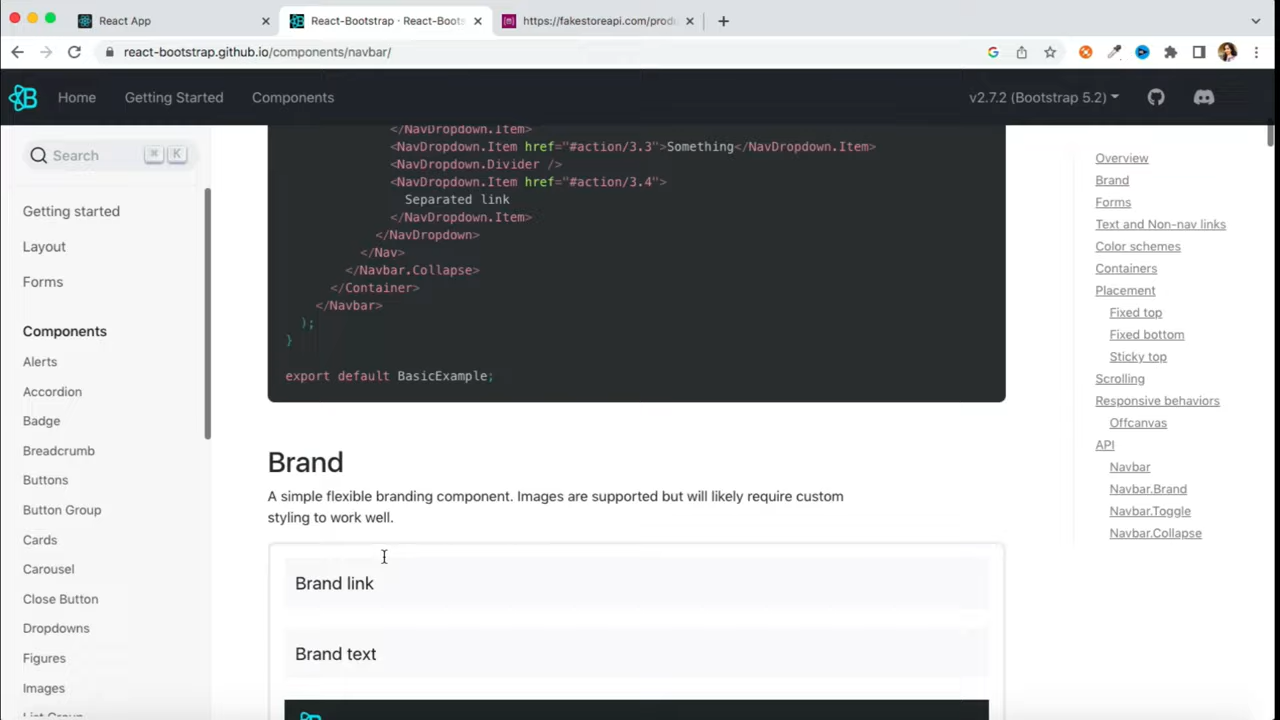 React App
React-Bootstrap · React-Boots
https://fakestoreapi.com/prod
react-bootstrap.github.io/components/navbar/
Home
Getting Started
Components
v2.7.2 (Bootstrap 5.2)
Search
⌘ K
Getting started
Layout
Forms
Components
Alerts
Accordion
Badge
Breadcrumb
Buttons
Button Group
Cards
Carousel
Close Button
Dropdowns
Figures
Images
List Group
</NavDropdown.Item>
<NavDropdown.Item href="#action/3.3">Something</NavDropdown.Item>
<NavDropdown.Divider />
<NavDropdown.Item href="#action/3.4">
Separated link
</NavDropdown.Item>
</NavDropdown>
</Nav>
</Navbar.Collapse>
</Container>
</Navbar>
);
}
export default BasicExample;
Brand
A simple flexible branding component. Images are supported but will likely require custom
styling to work well.
Brand link
Brand text
Overview
Brand
Forms
Text and Non-nav links
Color schemes
Containers
Placement
Fixed top
Fixed bottom
Sticky top
Scrolling
Responsive behaviors
Offcanvas
API
Navbar
Navbar.Brand
Navbar.Toggle
Navbar.Collapse